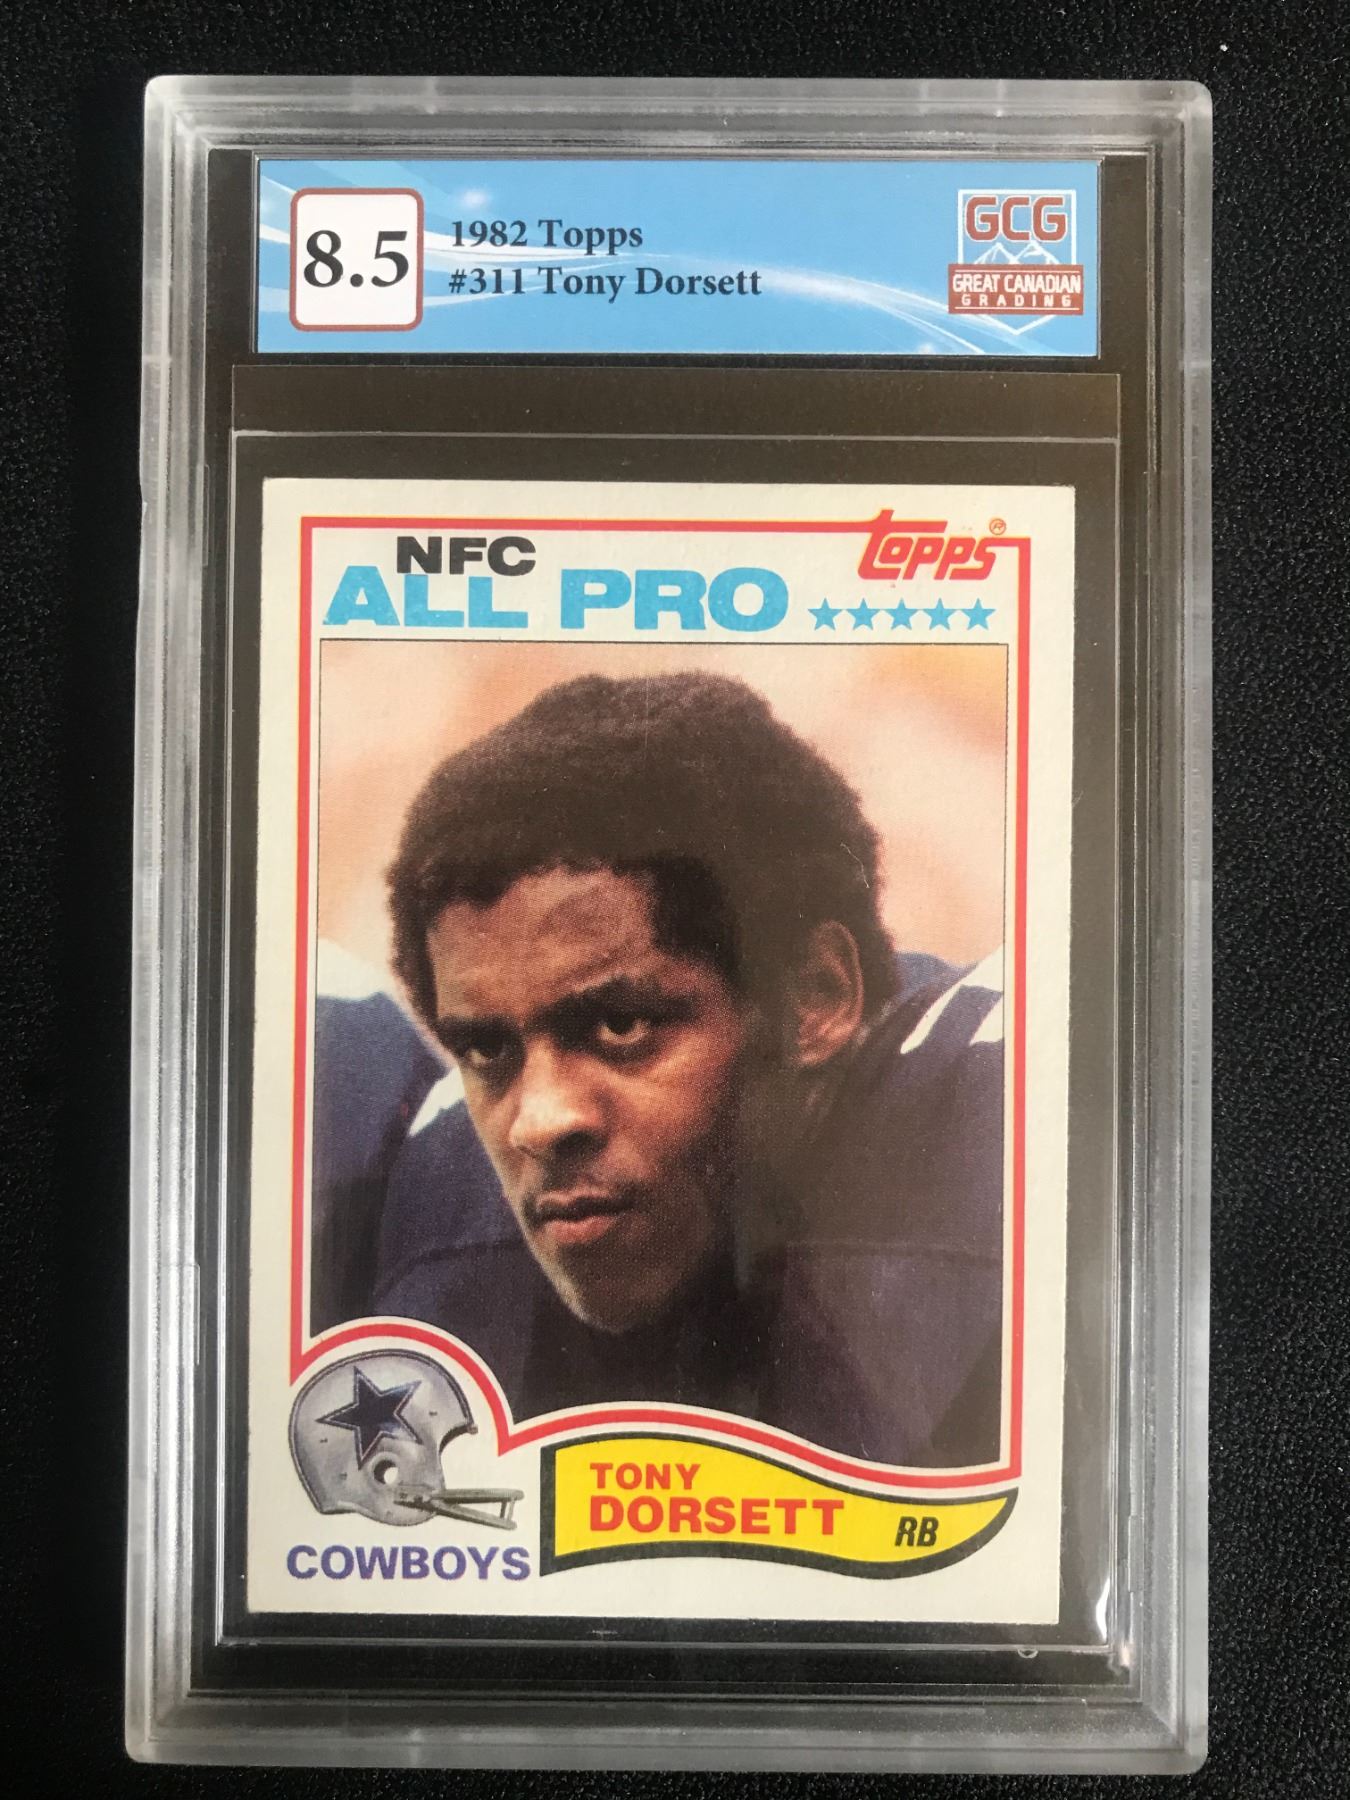 8.5
1982 Topps
#311 Tony Dorsett
GCG
GREAT CANADIAN
GRADING
NFC
ALL PRO
topps®
TONY
DORSETT
RB
COWBOYS